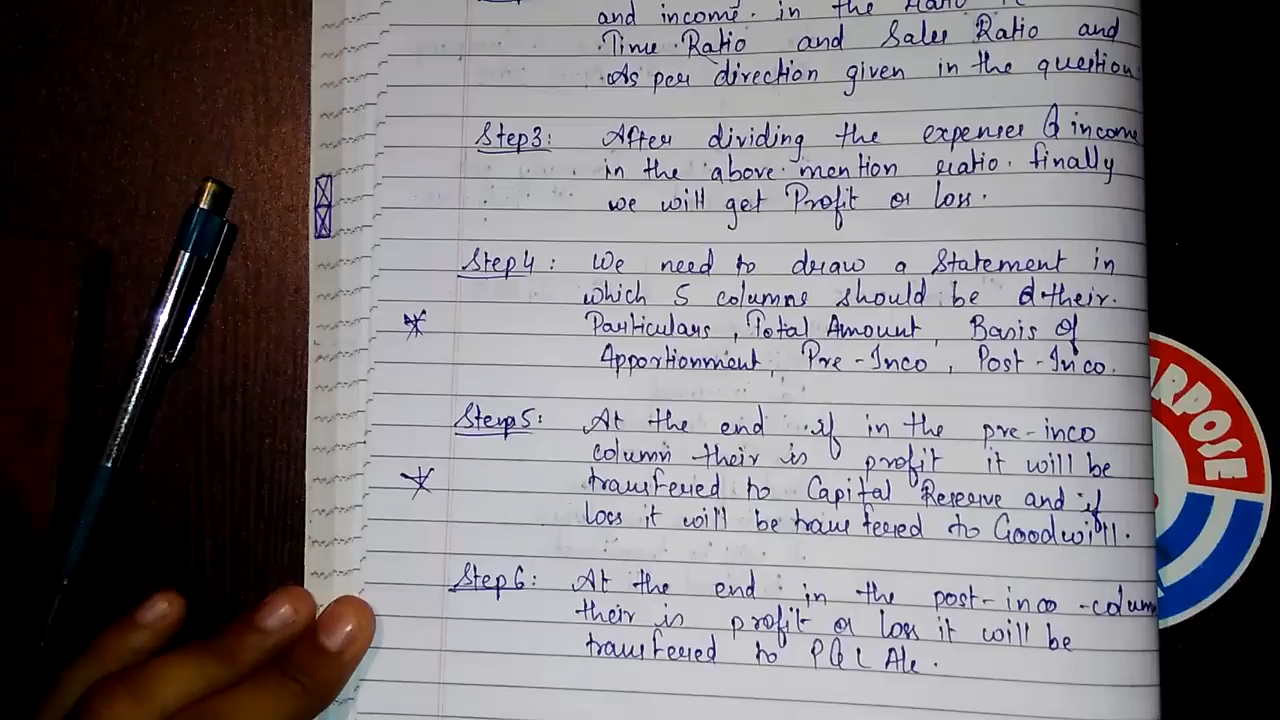 and income. in the
Time Ratio and Sales Ratio and
As per direction given in the question.
Step3: After dividing the expenses & income
in the above mention ratio. finally
we will get Profit or loss.
Step4: We need to draw a Statement in
which 5 columns should be their.
Particulars, Total Amount, Basis of
Apportionment, Pre-Inco, Post-Inco.
Step5: At the end if in the pre-inco
column their is profit it will be
transfered to Capital Reserve and if
loss it will be transfered to Goodwill.
Step6: At the end in the post-inco-colum
their is profit or loss it will be
transfered to P&L A/c.
RPOSE